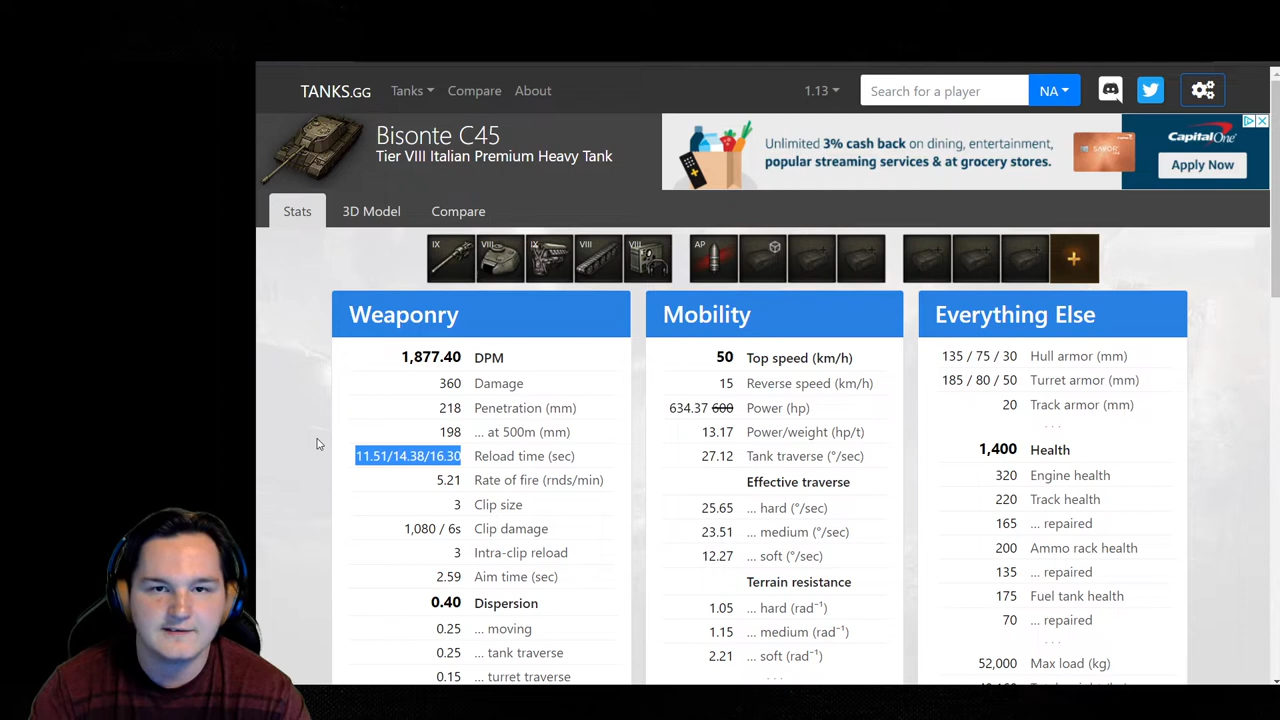 TANKS.GG Tanks Compare About 1.13 Search for a player NA
Bisonte C45
Tier VIII Italian Premium Heavy Tank
Unlimited 3% cash back on dining, entertainment,
popular streaming services & at grocery stores.
SAVOR
Capital One
Apply Now
Stats 3D Model Compare
IX VIII IX VIII VIII AP
Weaponry
1,877.40 DPM
360 Damage
218 Penetration (mm)
198 ... at 500m (mm)
11.51/14.38/16.30 Reload time (sec)
5.21 Rate of fire (rnds/min)
3 Clip size
1,080 / 6s Clip damage
3 Intra-clip reload
2.59 Aim time (sec)
0.40 Dispersion
0.25 ... moving
0.25 ... tank traverse
0.15 ... turret traverse
Mobility
50 Top speed (km/h)
15 Reverse speed (km/h)
634.37 600 Power (hp)
13.17 Power/weight (hp/t)
27.12 Tank traverse (°/sec)
Effective traverse
25.65 ... hard (°/sec)
23.51 ... medium (°/sec)
12.27 ... soft (°/sec)
Terrain resistance
1.05 ... hard (rad⁻¹)
1.15 ... medium (rad⁻¹)
2.21 ... soft (rad⁻¹)
...
Everything Else
135 / 75 / 30 Hull armor (mm)
185 / 80 / 50 Turret armor (mm)
20 Track armor (mm)
...
1,400 Health
320 Engine health
220 Track health
165 ... repaired
200 Ammo rack health
135 ... repaired
175 Fuel tank health
70 ... repaired
...
52,000 Max load (kg)